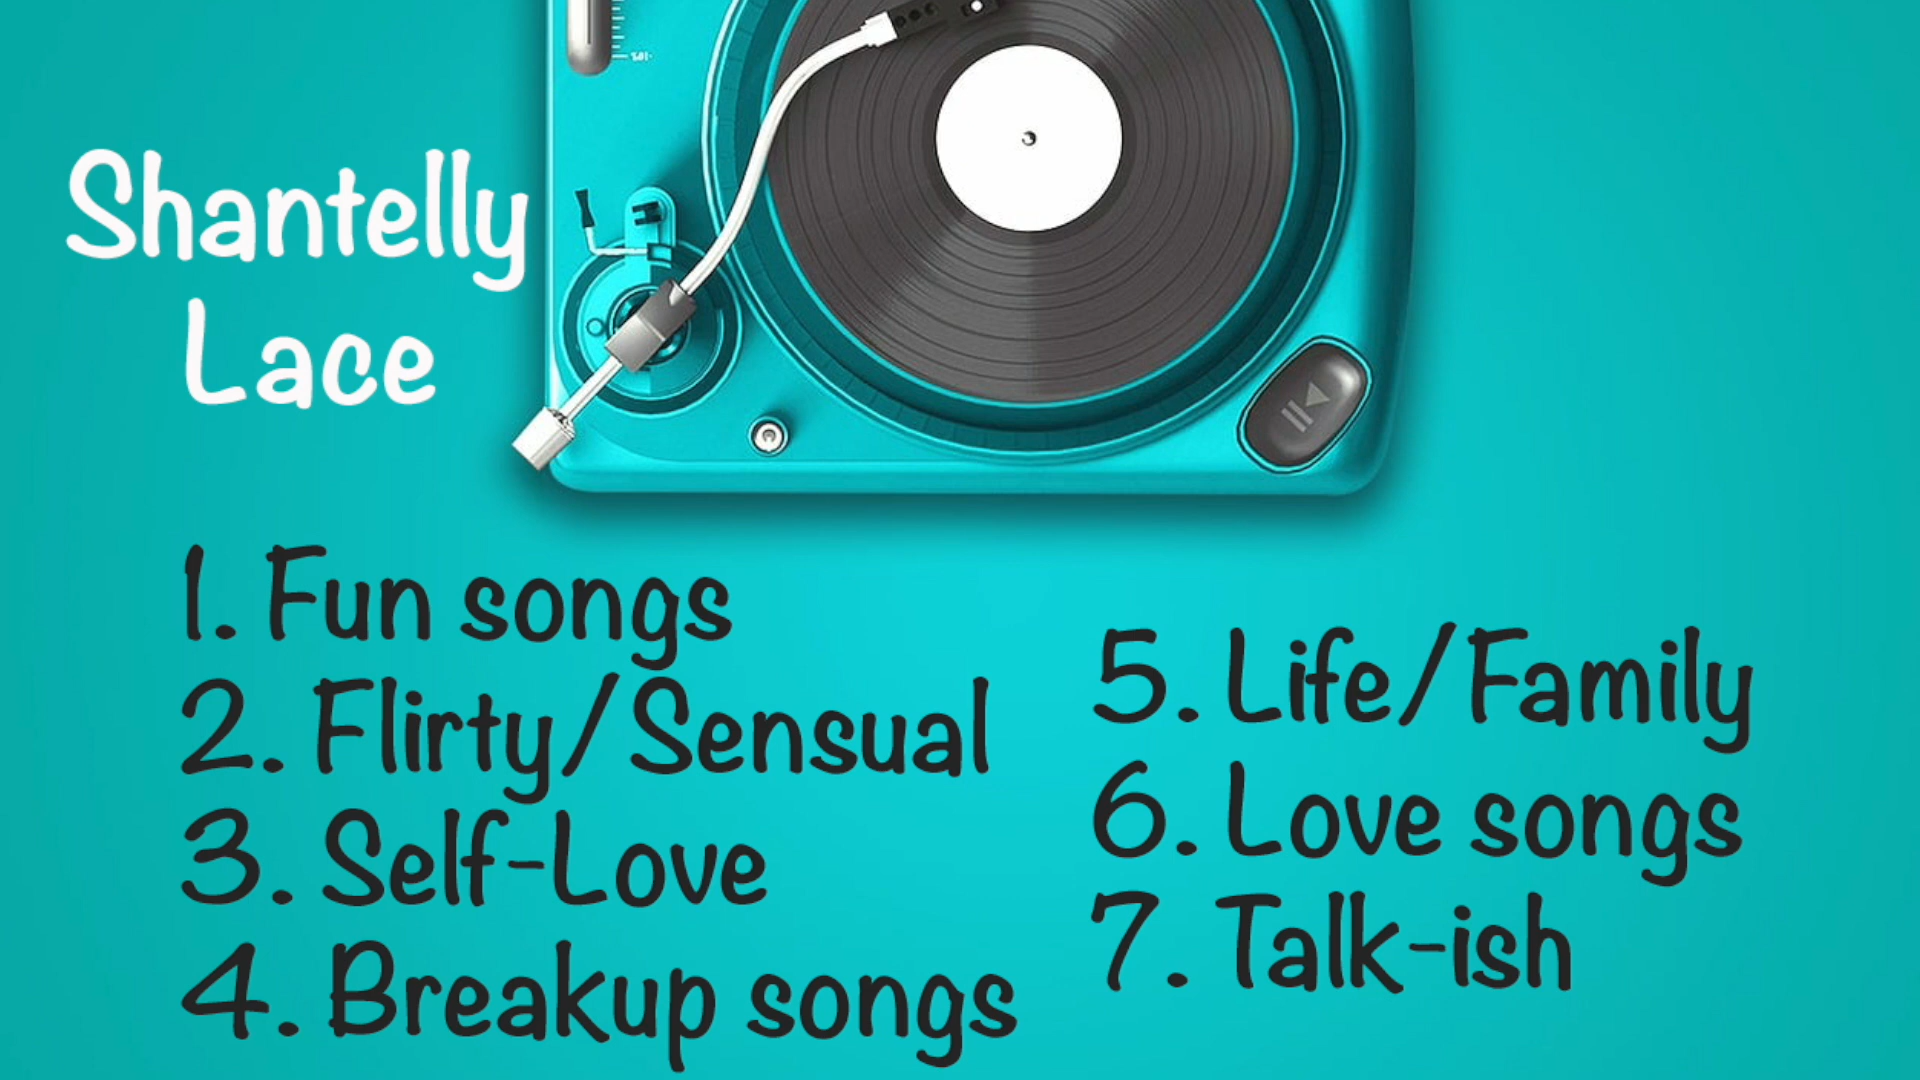 Shantelly
Lace
1. Fun songs
2. Flirty/Sensual
3. Self-Love
4. Breakup songs
5. Life/Family
6. Love songs
7. Talk-ish